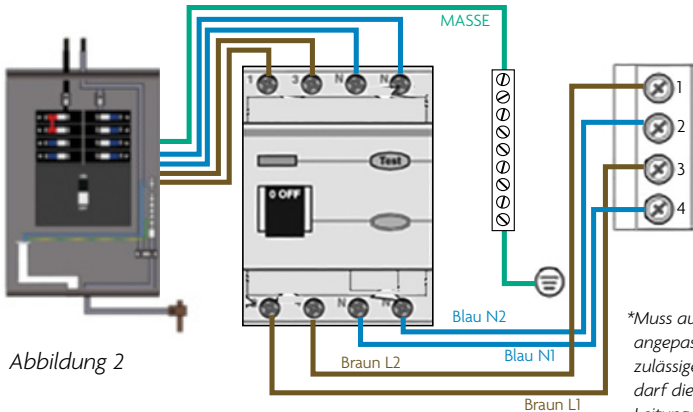 MASSE
1 3 N N
Test
0 OFF
1
2
3
4
N N
Blau N2
Blau N1
Braun L2
Braun L1
Abbildung 2
*Muss au
angepas
zulässige
darf die